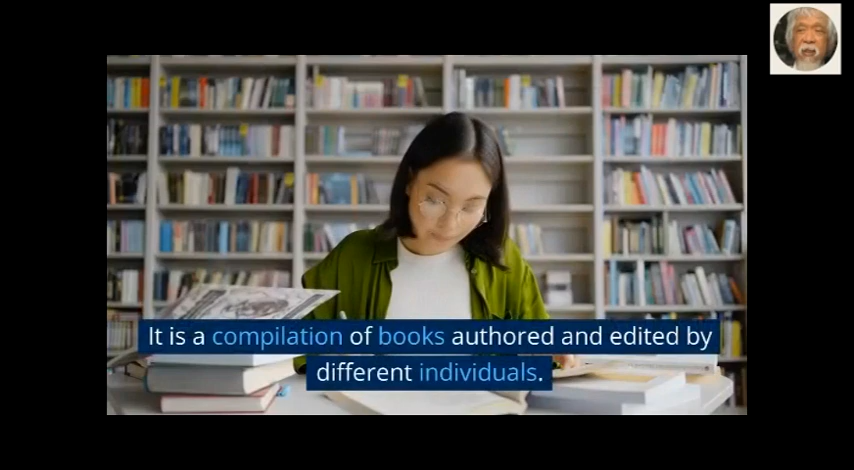 It is a compilation of books authored and edited by
different individuals.